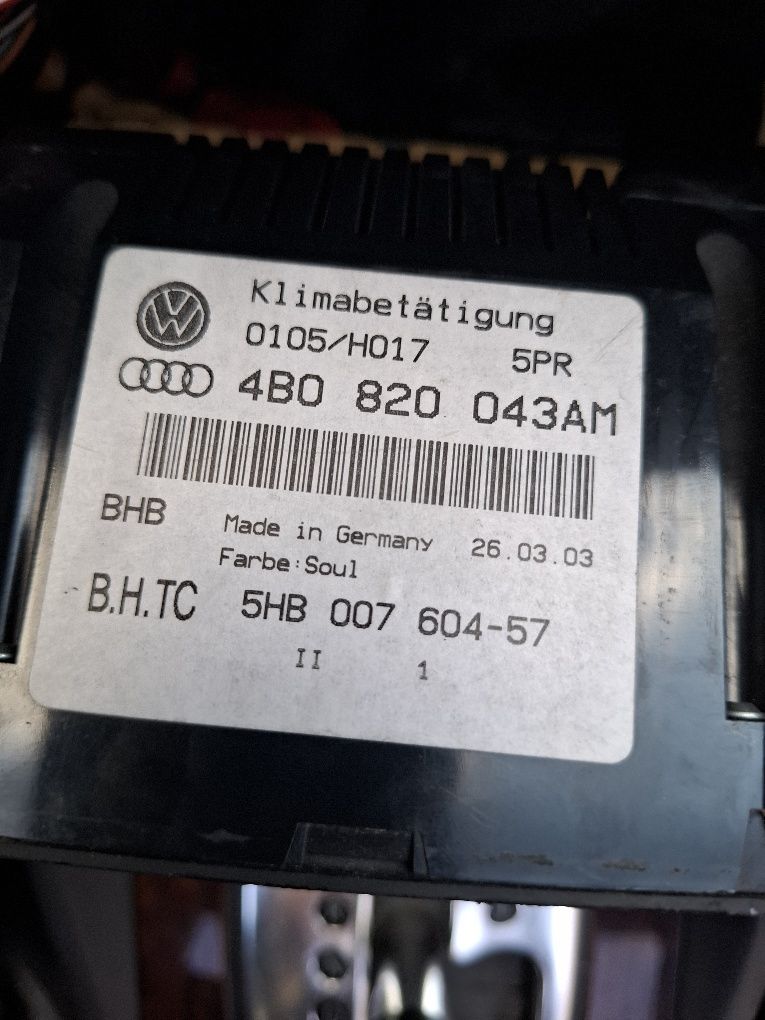 Klimabetätigung
0105/H017 5PR
4B0 820 043AM
BHB Made in Germany 26.03.03
Farbe:Soul
B.H.TC 5HB 007 604-57
II 1